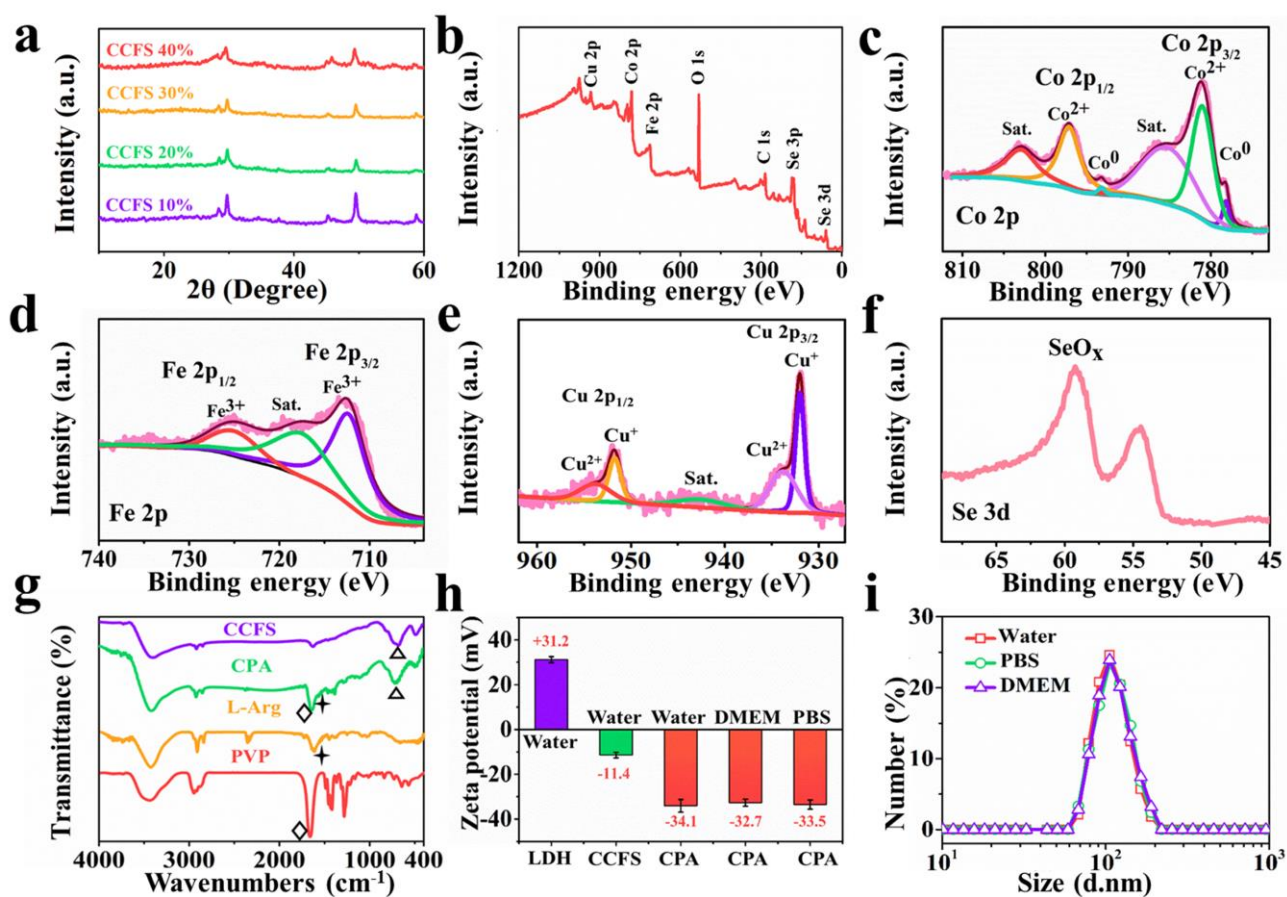 a
CCFS 40%
CCFS 30%
CCFS 20%
CCFS 10%
Intensity (a.u.)
20 40 60
2θ (Degree)
b
Cu 2p
Co 2p
Fe 2p
O 1s
C 1s
Se 3p
Se 3d
Intensity (a.u.)
1200 900 600 300 0
Binding energy (eV)
c
Co 2p3/2
Co2+
Co 2p1/2
Co2+
Sat.
Sat.
Co0
Co0
Co 2p
Intensity (a.u.)
810 800 790 780
Binding energy (eV)
d
Fe 2p3/2
Fe3+
Fe 2p1/2
Fe3+
Sat.
Fe 2p
Intensity (a.u.)
740 730 720 710
Binding energy (eV)
e
Cu 2p3/2
Cu+
Cu 2p1/2
Cu+
Cu2+
Cu2+
Sat.
Intensity (a.u.)
960 950 940 930
Binding energy (eV)
f
SeOx
Se 3d
Intensity (a.u.)
65 60 55 50 45
Binding energy (eV)
g
CCFS
CPA
L-Arg
PVP
Transmittance (%)
4000 3000 2000 1000 400
Wavenumbers (cm-1)
h
+31.2
Water
Water
Water
DMEM
PBS
-11.4
-34.1
-32.7
-33.5
40
20
0
-20
-40
Zeta potential (mV)
LDH CCFS CPA CPA CPA
i
Water
PBS
DMEM
30
20
10
0
Number (%)
101 102 103
Size (d.nm)